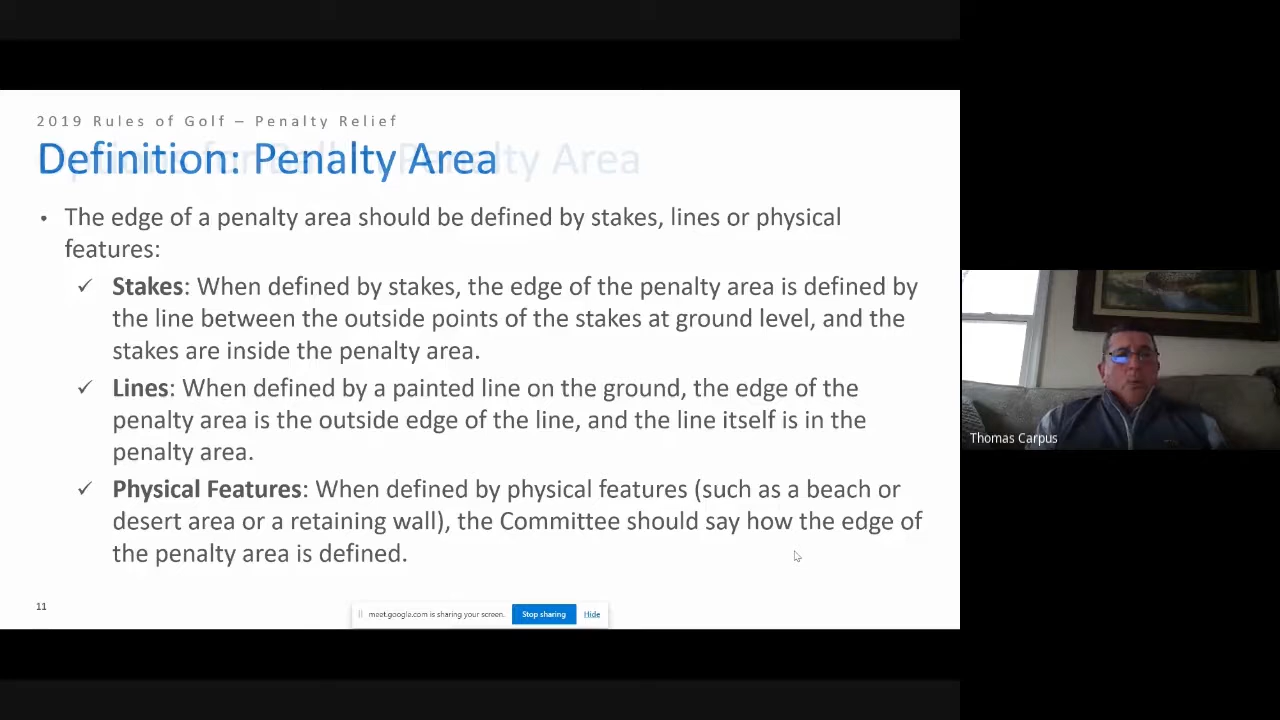 2019 Rules of Golf – Penalty Relief
Definition: Penalty Area
Options for Ball in Penalty Area
• The edge of a penalty area should be defined by stakes, lines or physical
features:
✓ Stakes: When defined by stakes, the edge of the penalty area is defined by
the line between the outside points of the stakes at ground level, and the
stakes are inside the penalty area.
✓ Lines: When defined by a painted line on the ground, the edge of the
penalty area is the outside edge of the line, and the line itself is in the
penalty area.
✓ Physical Features: When defined by physical features (such as a beach or
desert area or a retaining wall), the Committee should say how the edge of
the penalty area is defined.
11
meet.google.com is sharing your screen. Stop sharing Hide
Thomas Carpus